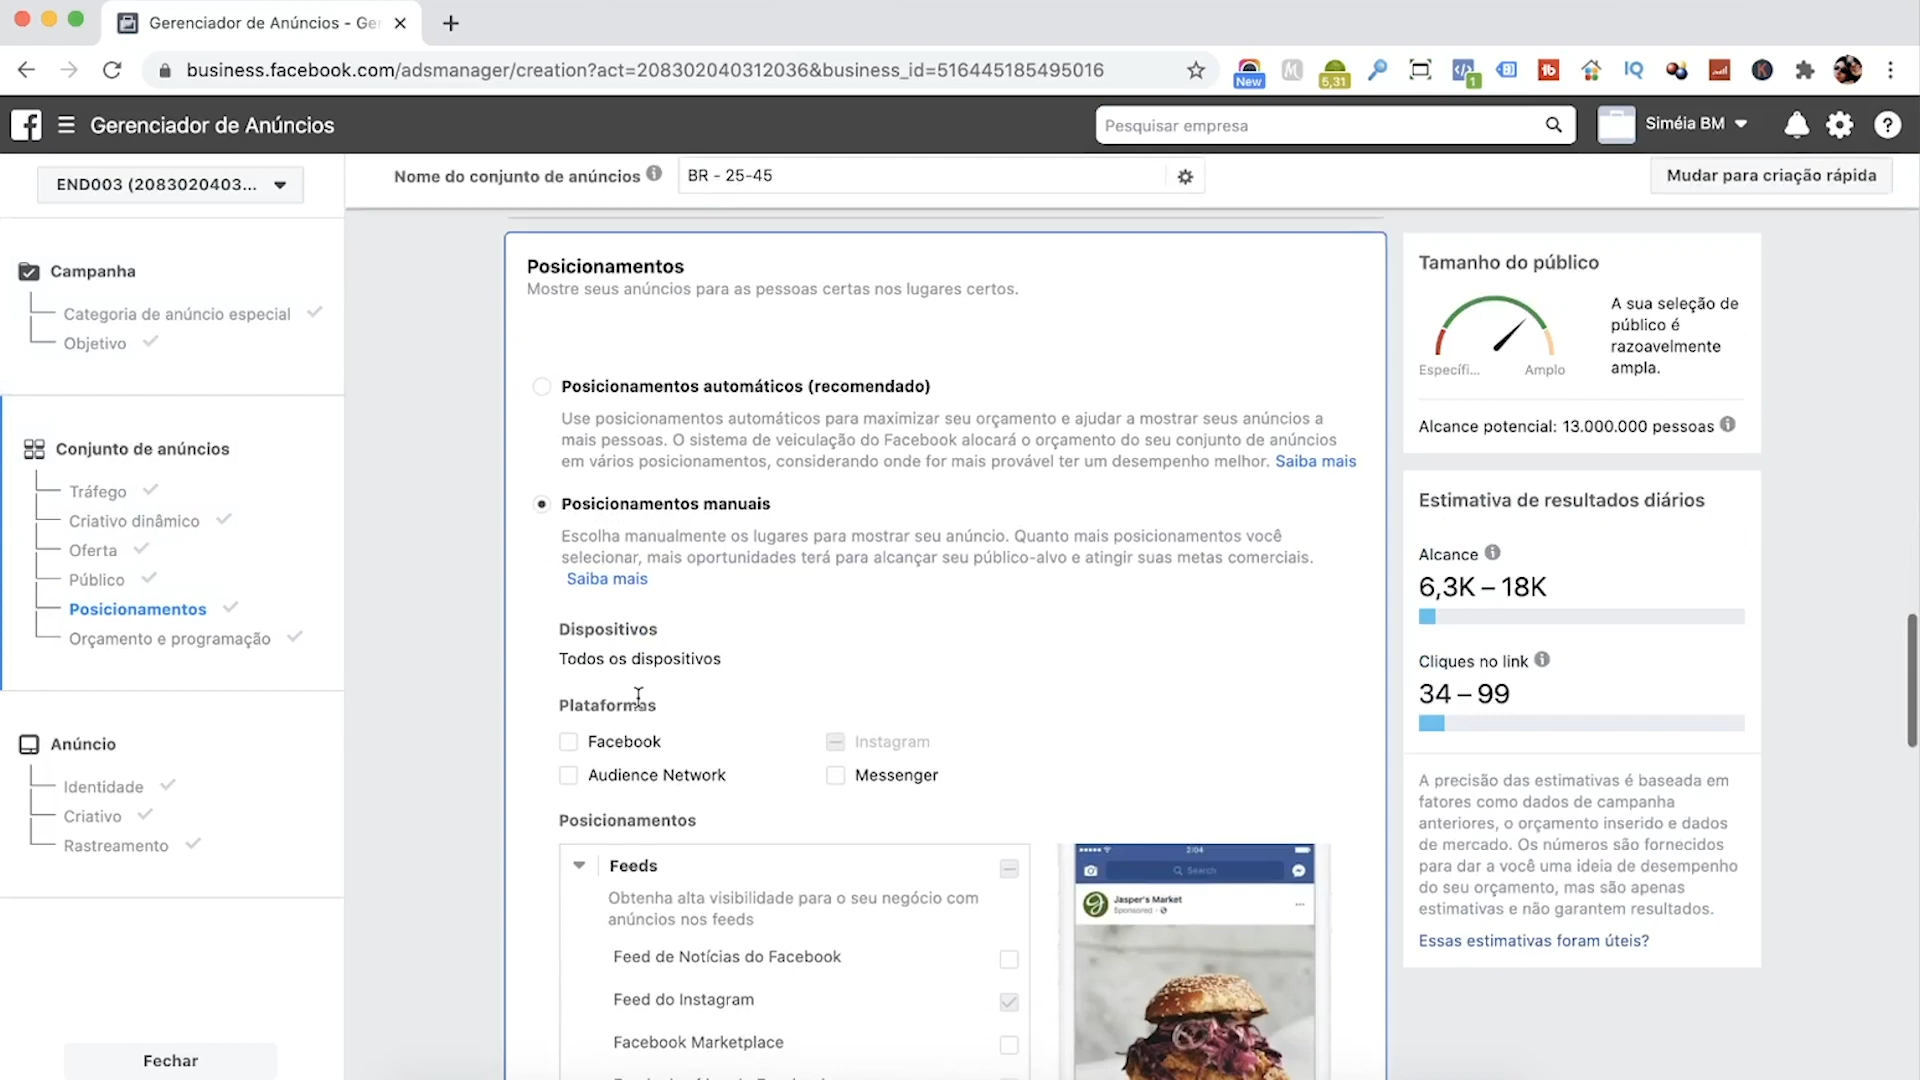 Gerenciador de Anúncios - Ger
business.facebook.com/adsmanager/creation?act=208302040312036&business_id=516445185495016
New
5,31
1
IQ
Gerenciador de Anúncios
Pesquisar empresa
Siméia BM
END003 (2083020403...
Nome do conjunto de anúncios
BR - 25-45
Mudar para criação rápida
Campanha
Categoria de anúncio especial
Objetivo
Conjunto de anúncios
Tráfego
Criativo dinâmico
Oferta
Público
Posicionamentos
Orçamento e programação
Anúncio
Identidade
Criativo
Rastreamento
Fechar
Posicionamentos
Mostre seus anúncios para as pessoas certas nos lugares certos.
Posicionamentos automáticos (recomendado)
Use posicionamentos automáticos para maximizar seu orçamento e ajudar a mostrar seus anúncios a
mais pessoas. O sistema de veiculação do Facebook alocará o orçamento do seu conjunto de anúncios
em vários posicionamentos, considerando onde for mais provável ter um desempenho melhor. Saiba mais
Posicionamentos manuais
Escolha manualmente os lugares para mostrar seu anúncio. Quanto mais posicionamentos você
selecionar, mais oportunidades terá para alcançar seu público-alvo e atingir suas metas comerciais.
Saiba mais
Dispositivos
Todos os dispositivos
Plataformas
Facebook
Instagram
Audience Network
Messenger
Posicionamentos
Feeds
Obtenha alta visibilidade para o seu negócio com
anúncios nos feeds
Feed de Notícias do Facebook
Feed do Instagram
Facebook Marketplace
2:04
Search
Jasper's Market
Sponsored
Tamanho do público
Específi...
Amplo
A sua seleção de
público é
razoavelmente
ampla.
Alcance potencial: 13.000.000 pessoas
Estimativa de resultados diários
Alcance
6,3K – 18K
Cliques no link
34 – 99
A precisão das estimativas é baseada em
fatores como dados de campanha
anteriores, o orçamento inserido e dados
de mercado. Os números são fornecidos
para dar a você uma ideia de desempenho
do seu orçamento, mas são apenas
estimativas e não garantem resultados.
Essas estimativas foram úteis?